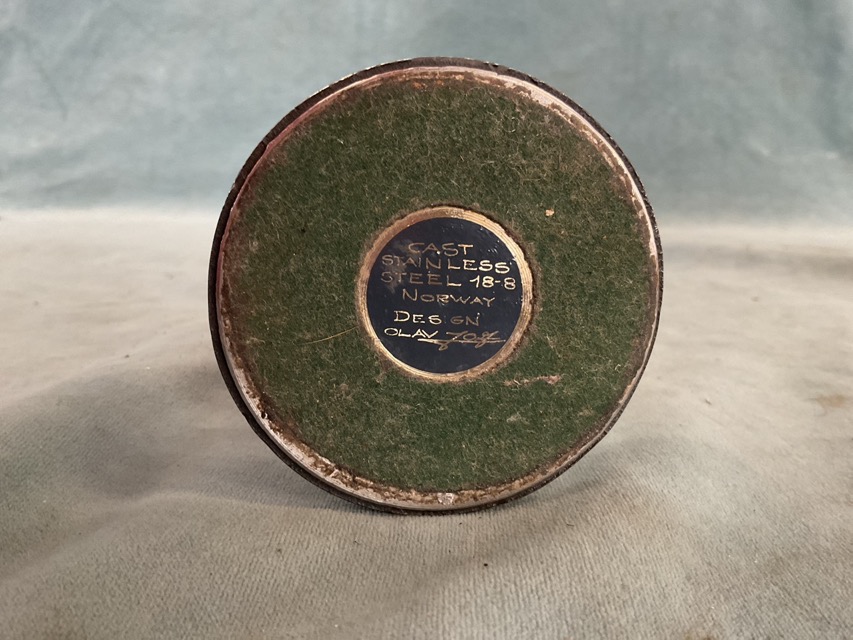 CAST
STAINLESS
STEEL 18-8
NORWAY
DESIGN
OLAV